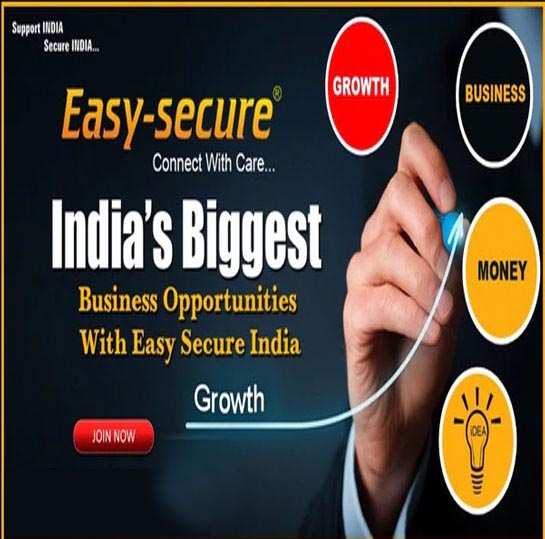 Support INDIA
Secure INDIA...
Easy-secure®
Connect With Care...
India's Biggest
Business Opportunities
With Easy Secure India
Growth
JOIN NOW
GROWTH
BUSINESS
MONEY
iDEA